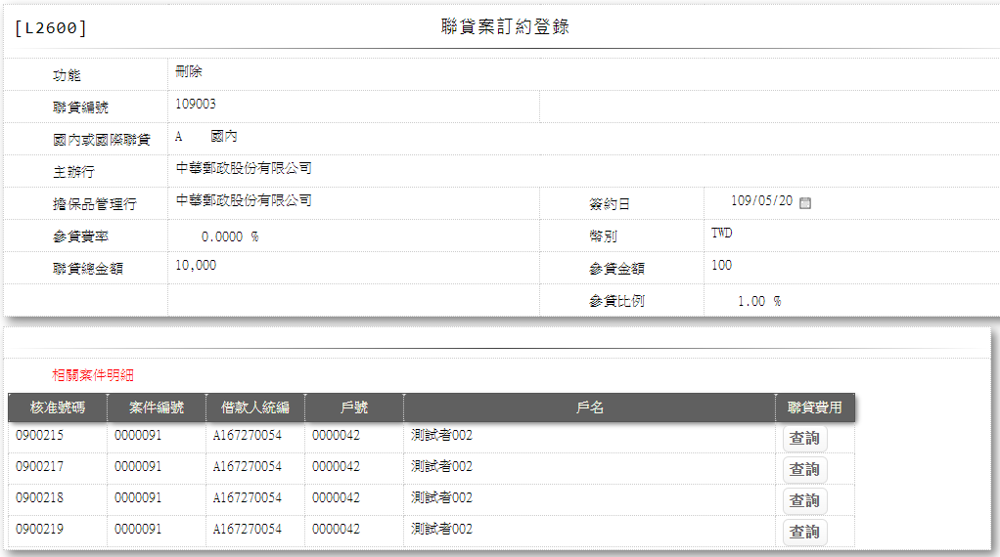 [L2600] 聯貸案訂約登錄
功能 刪除
聯貸編號 109003
國內或國際聯貸 A 國內
主辦行 中華郵政股份有限公司
擔保品管理行 中華郵政股份有限公司 簽約日 109/05/20
參貸費率 0.0000 % 幣別 TWD
聯貸總金額 10,000 參貸金額 100
參貸比例 1.00 %
相關案件明細
核准號碼 案件編號 借款人統編 戶號 戶名 聯貸費用
0900215 0000091 A167270054 0000042 測試者002 查詢
0900217 0000091 A167270054 0000042 測試者002 查詢
0900218 0000091 A167270054 0000042 測試者002 查詢
0900219 0000091 A167270054 0000042 測試者002 查詢